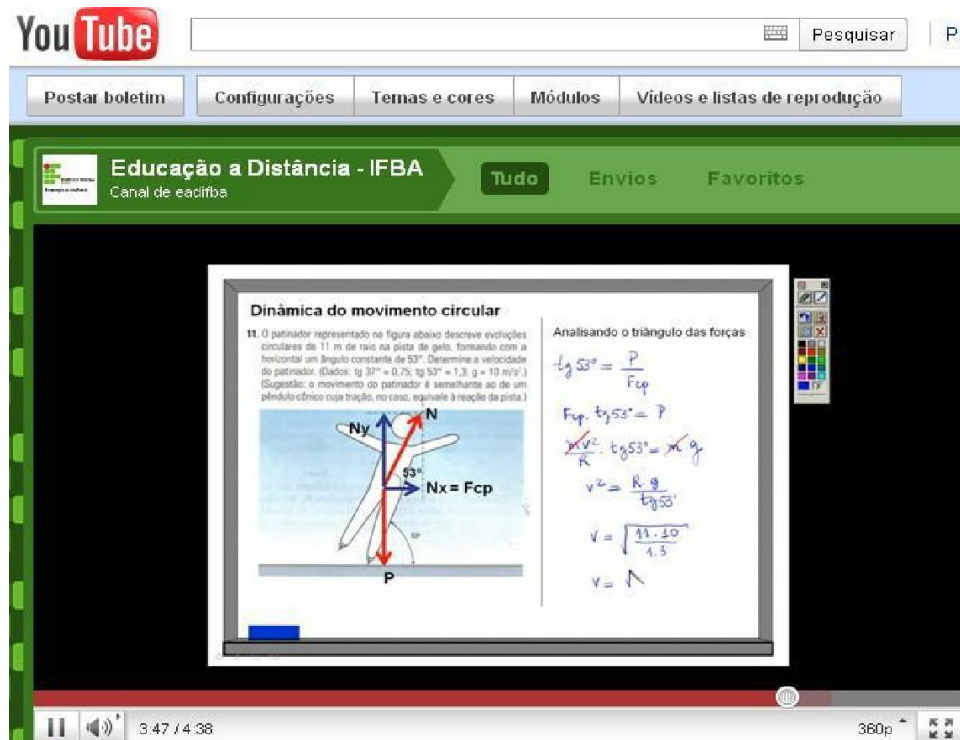 YouTube
Pesquisar
P
Postar boletim
Configurações
Temas e cores
Módulos
Vídeos e listas de reprodução
Educação a Distância - IFBA
Canal de eadifba
Tudo
Envios
Favoritos
Dinâmica do movimento circular
11. O patinador representado na figura abaixo descreve evoluções
circulares de 11 m de raio na pista de gelo, formando com a
horizontal um ângulo constante de 53°. Determine a velocidade
do patinador. (Dados: tg 37° = 0,75; tg 53° = 1,3; g = 10 m/s².)
(Sugestão: o movimento do patinador é semelhante ao de um
pêndulo cônico cuja tração, no caso, equivale à reação da pista.)
Ny
N
53°
Nx = Fcp
P
Analisando o triângulo das forças
tg 53° = P/Fcp
Fcp. tg53° = P
mv²/R . tg53° = m g
v² = R g/tg53°
v = √11.10/1.3
v = √
3:47 / 4:38
360p